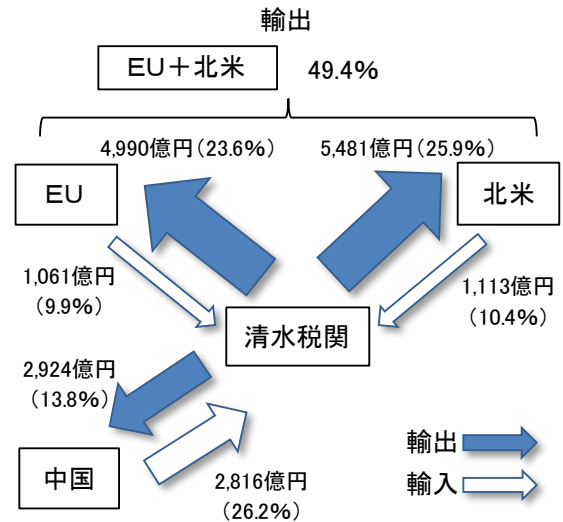 輸出
EU＋北米 49.4%
4,990億円(23.6%)
5,481億円(25.9%)
EU
北米
1,061億円
(9.9%)
1,113億円
(10.4%)
清水税関
2,924億円
(13.8%)
中国
2,816億円
(26.2%)
輸出
輸入